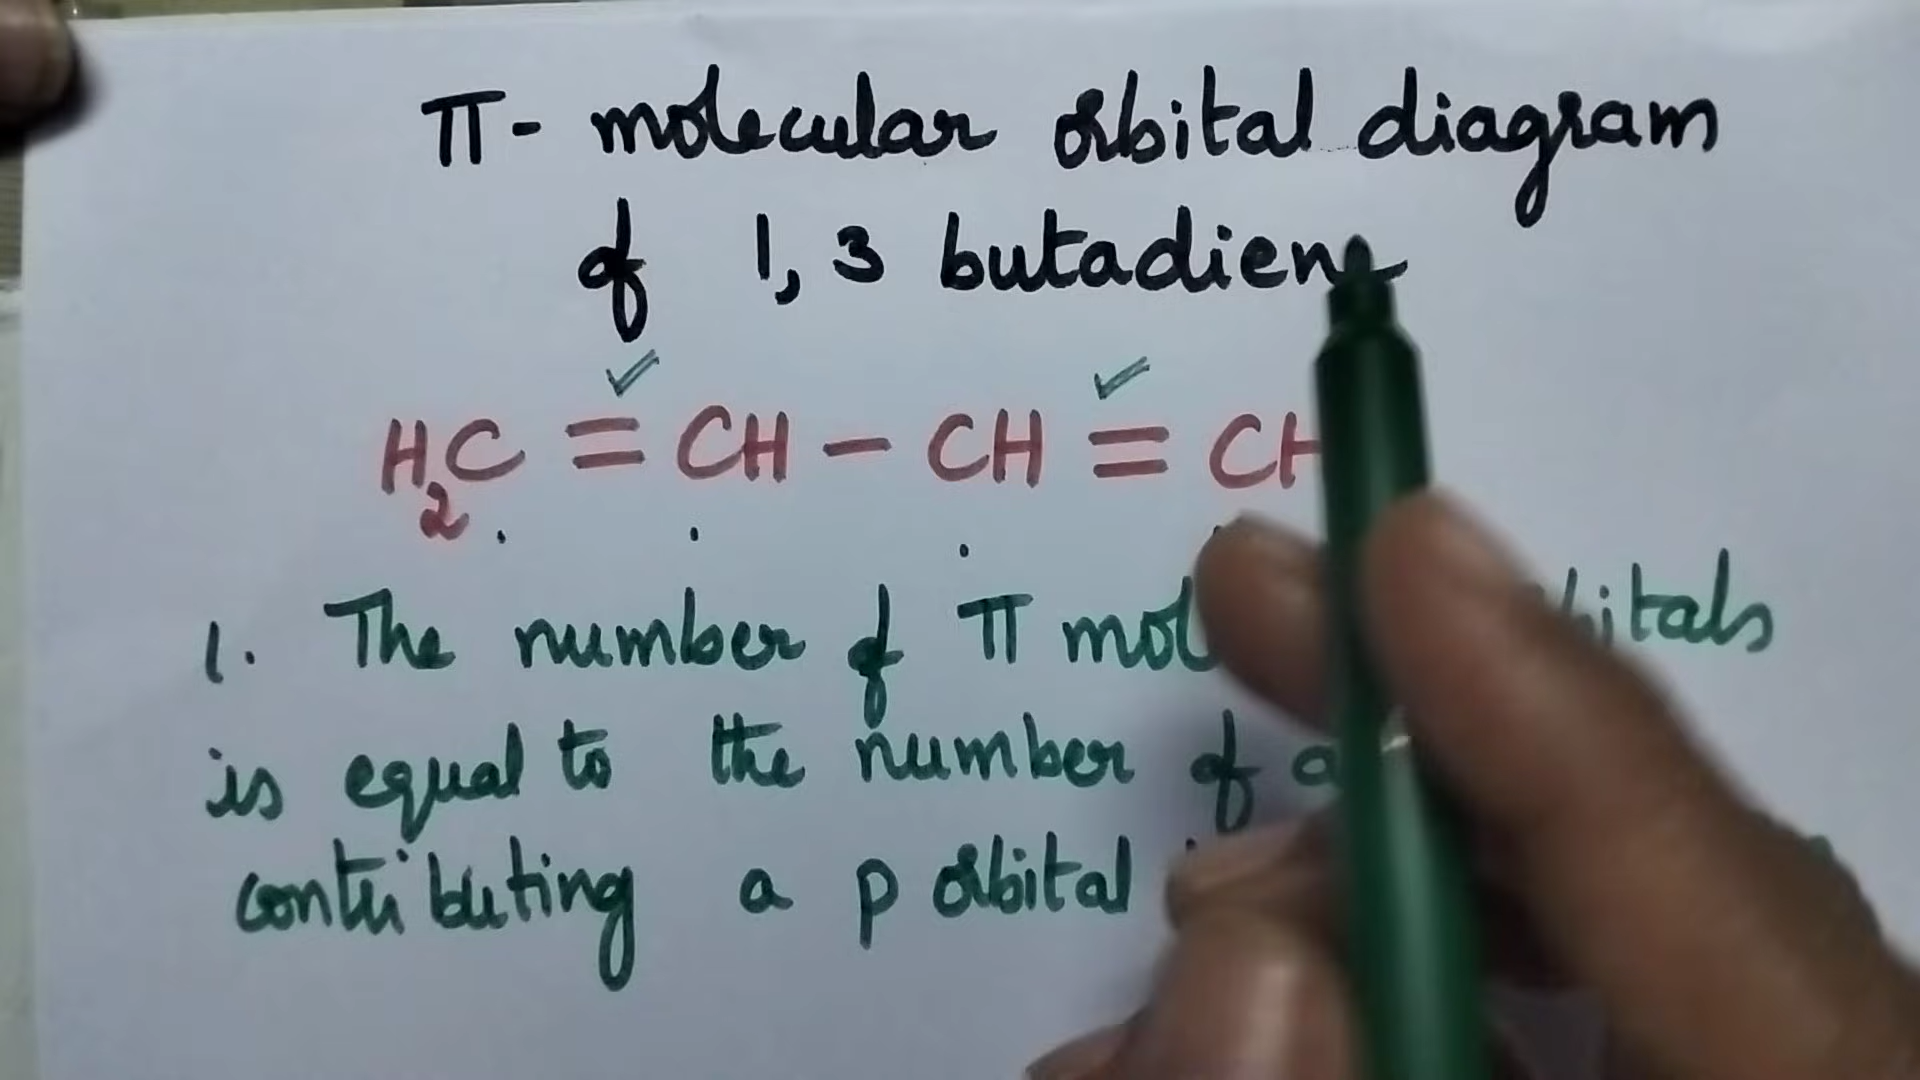 π- molecular orbital diagram
of 1,3 butadiene
H₂C = CH - CH = CH
1. The number of π mol
is equal to the number of
contributing a p orbital